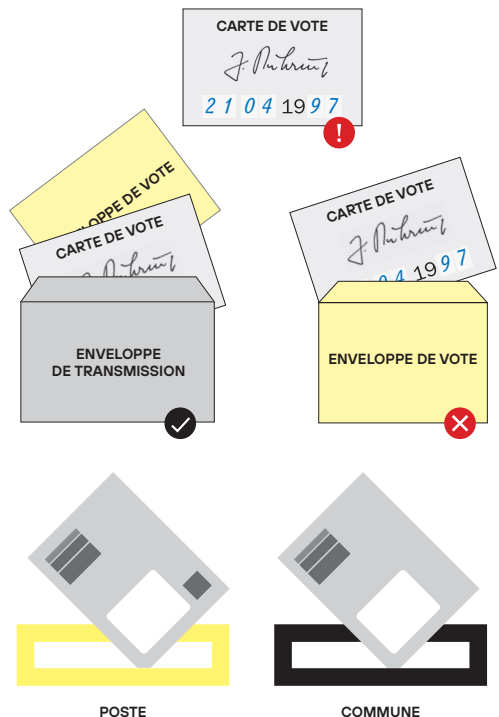 CARTE DE VOTE
21 04 1997
!
LOPPE DE VOTE
CARTE DE VOTE
ENVELOPPE
DE TRANSMISSION
CARTE DE VOTE
04 1997
ENVELOPPE DE VOTE
POSTE
COMMUNE